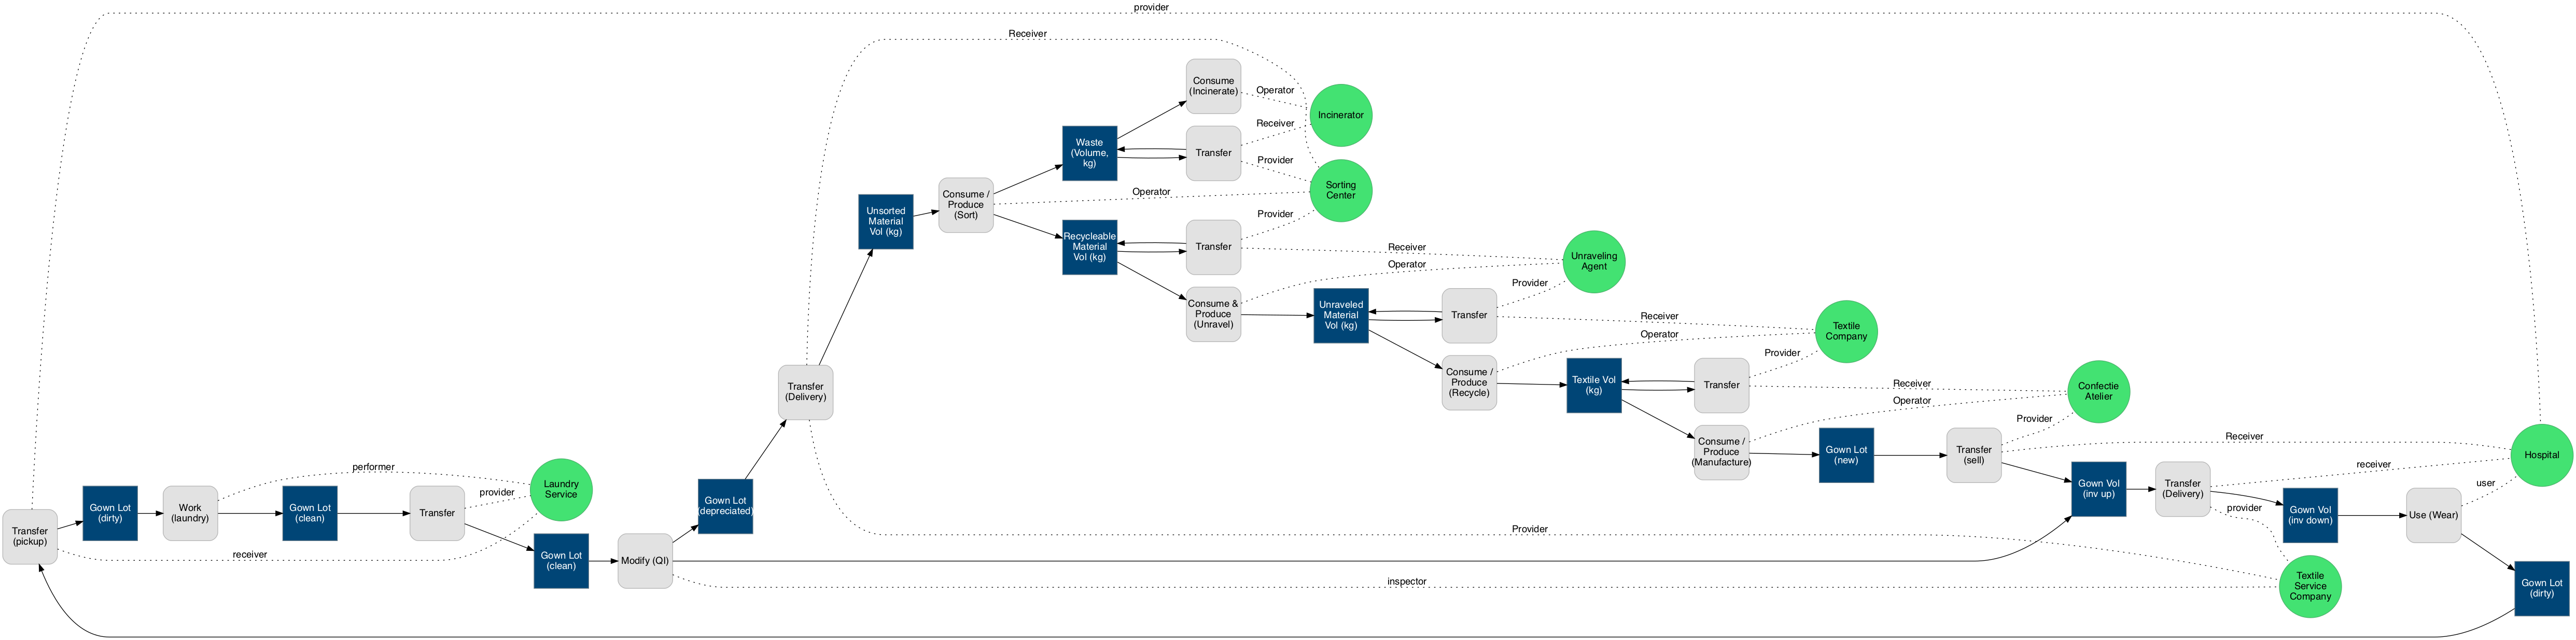 provider
Receiver
Consume
(Incinerate)
Operator
Incinerator
Receiver
Waste
(Volume,
kg)
Transfer
Provider
Sorting
Center
Operator
Consume /
Produce
(Sort)
Unsorted
Material
Vol (kg)
Provider
Recycleable
Material
Vol (kg)
Transfer
Receiver
Unraveling
Agent
Operator
Consume &
Produce
(Unravel)
Provider
Unraveled
Material
Vol (kg)
Transfer
Receiver
Textile
Company
Operator
Provider
Consume /
Produce
(Recycle)
Textile Vol
(kg)
Transfer
Receiver
Confectie
Atelier
Operator
Provider
Transfer
(Delivery)
Consume /
Produce
(Manufacture)
Gown Lot
(new)
Transfer
(sell)
Receiver
Hospital
receiver
user
performer
Laundry
Service
provider
Gown Lot
(depreciated)
Gown Vol
(inv up)
Transfer
(Delivery)
provider
Gown Vol
(inv down)
Use (Wear)
Transfer
(pickup)
Gown Lot
(dirty)
Work
(laundry)
Gown Lot
(clean)
Transfer
receiver
Gown Lot
(clean)
Modify (QI)
Provider
inspector
Textile
Service
Company
Gown Lot
(dirty)